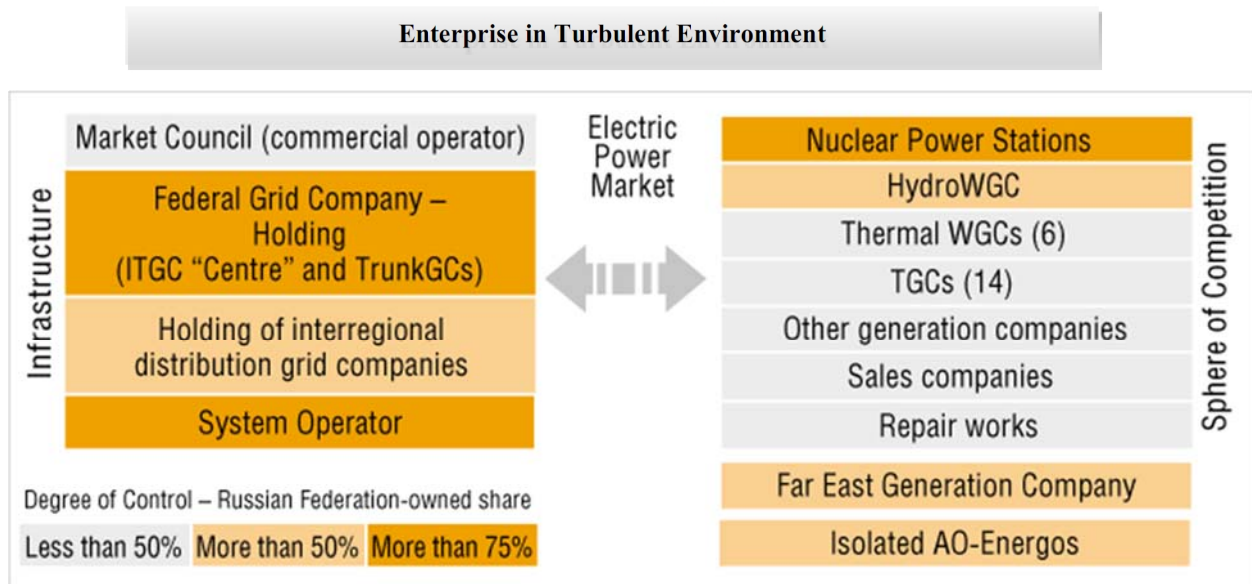 Enterprise in Turbulent Environment
Infrastructure
Market Council (commercial operator)
Federal Grid Company –
Holding
(ITGC “Centre” and TrunkGCs)
Holding of interregional
distribution grid companies
System Operator
Degree of Control – Russian Federation-owned share
Less than 50%
More than 50%
More than 75%
Electric
Power
Market
Nuclear Power Stations
HydroWGC
Thermal WGCs (6)
TGCs (14)
Other generation companies
Sales companies
Repair works
Far East Generation Company
Isolated AO-Energos
Sphere of Competition